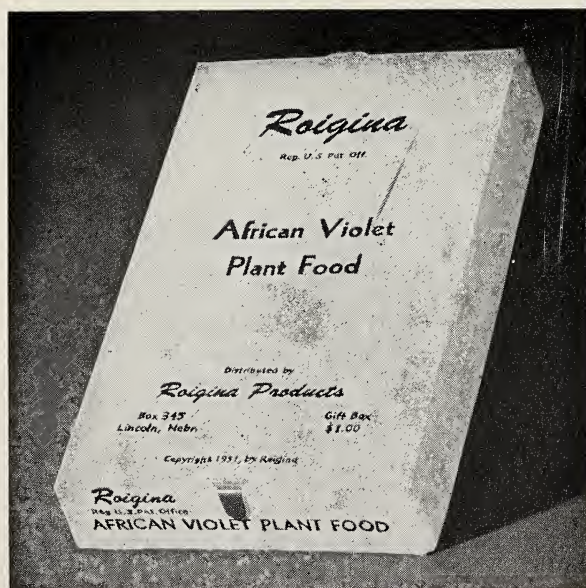 Roigina
Reg. U.S. Pat. Off.
African Violet
Plant Food
Distributed by
Roigina Products
Box 345 Gift Box
Lincoln, Nebr. $1.00
Copyright 1951, by Roigina
Roigina
Reg U.S. Pat. Office
AFRICAN VIOLET PLANT FOOD